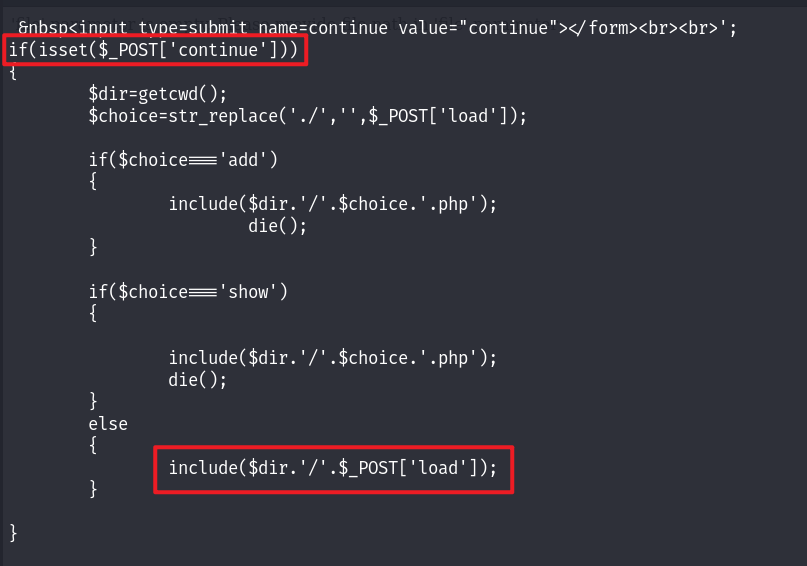 &nbsp<input type=submit name=continue value="continue"></form><br><br>';
if(isset($_POST['continue']))
{
$dir=getcwd();
$choice=str_replace('./','',$_POST['load']);
if($choice==='add')
{
include($dir.'/'.$choice.'.php');
die();
}
if($choice==='show')
{
include($dir.'/'.$choice.'.php');
die();
}
else
{
include($dir.'/'.$_POST['load']);
}
}